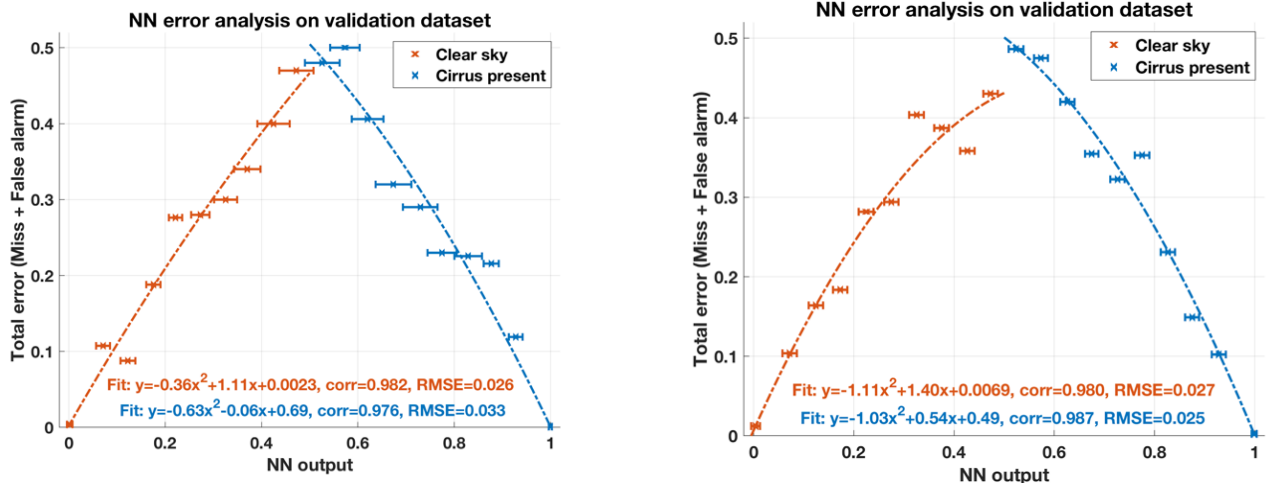 NN error analysis on validation dataset
Total error (Miss + False alarm)
0.5
0.4
0.3
0.2
0.1
0
Clear sky
Cirrus present
Fit: y=-0.36x²+1.11x+0.0023, corr=0.982, RMSE=0.026
Fit: y=-0.63x²-0.06x+0.69, corr=0.976, RMSE=0.033
0 0.2 0.4 0.6 0.8 1
NN output
NN error analysis on validation dataset
Total error (Miss + False alarm)
0.5
0.4
0.3
0.2
0.1
0
Clear sky
Cirrus present
Fit: y=-1.11x²+1.40x+0.0069, corr=0.980, RMSE=0.027
Fit: y=-1.03x²+0.54x+0.49, corr=0.987, RMSE=0.025
0 0.2 0.4 0.6 0.8 1
NN output